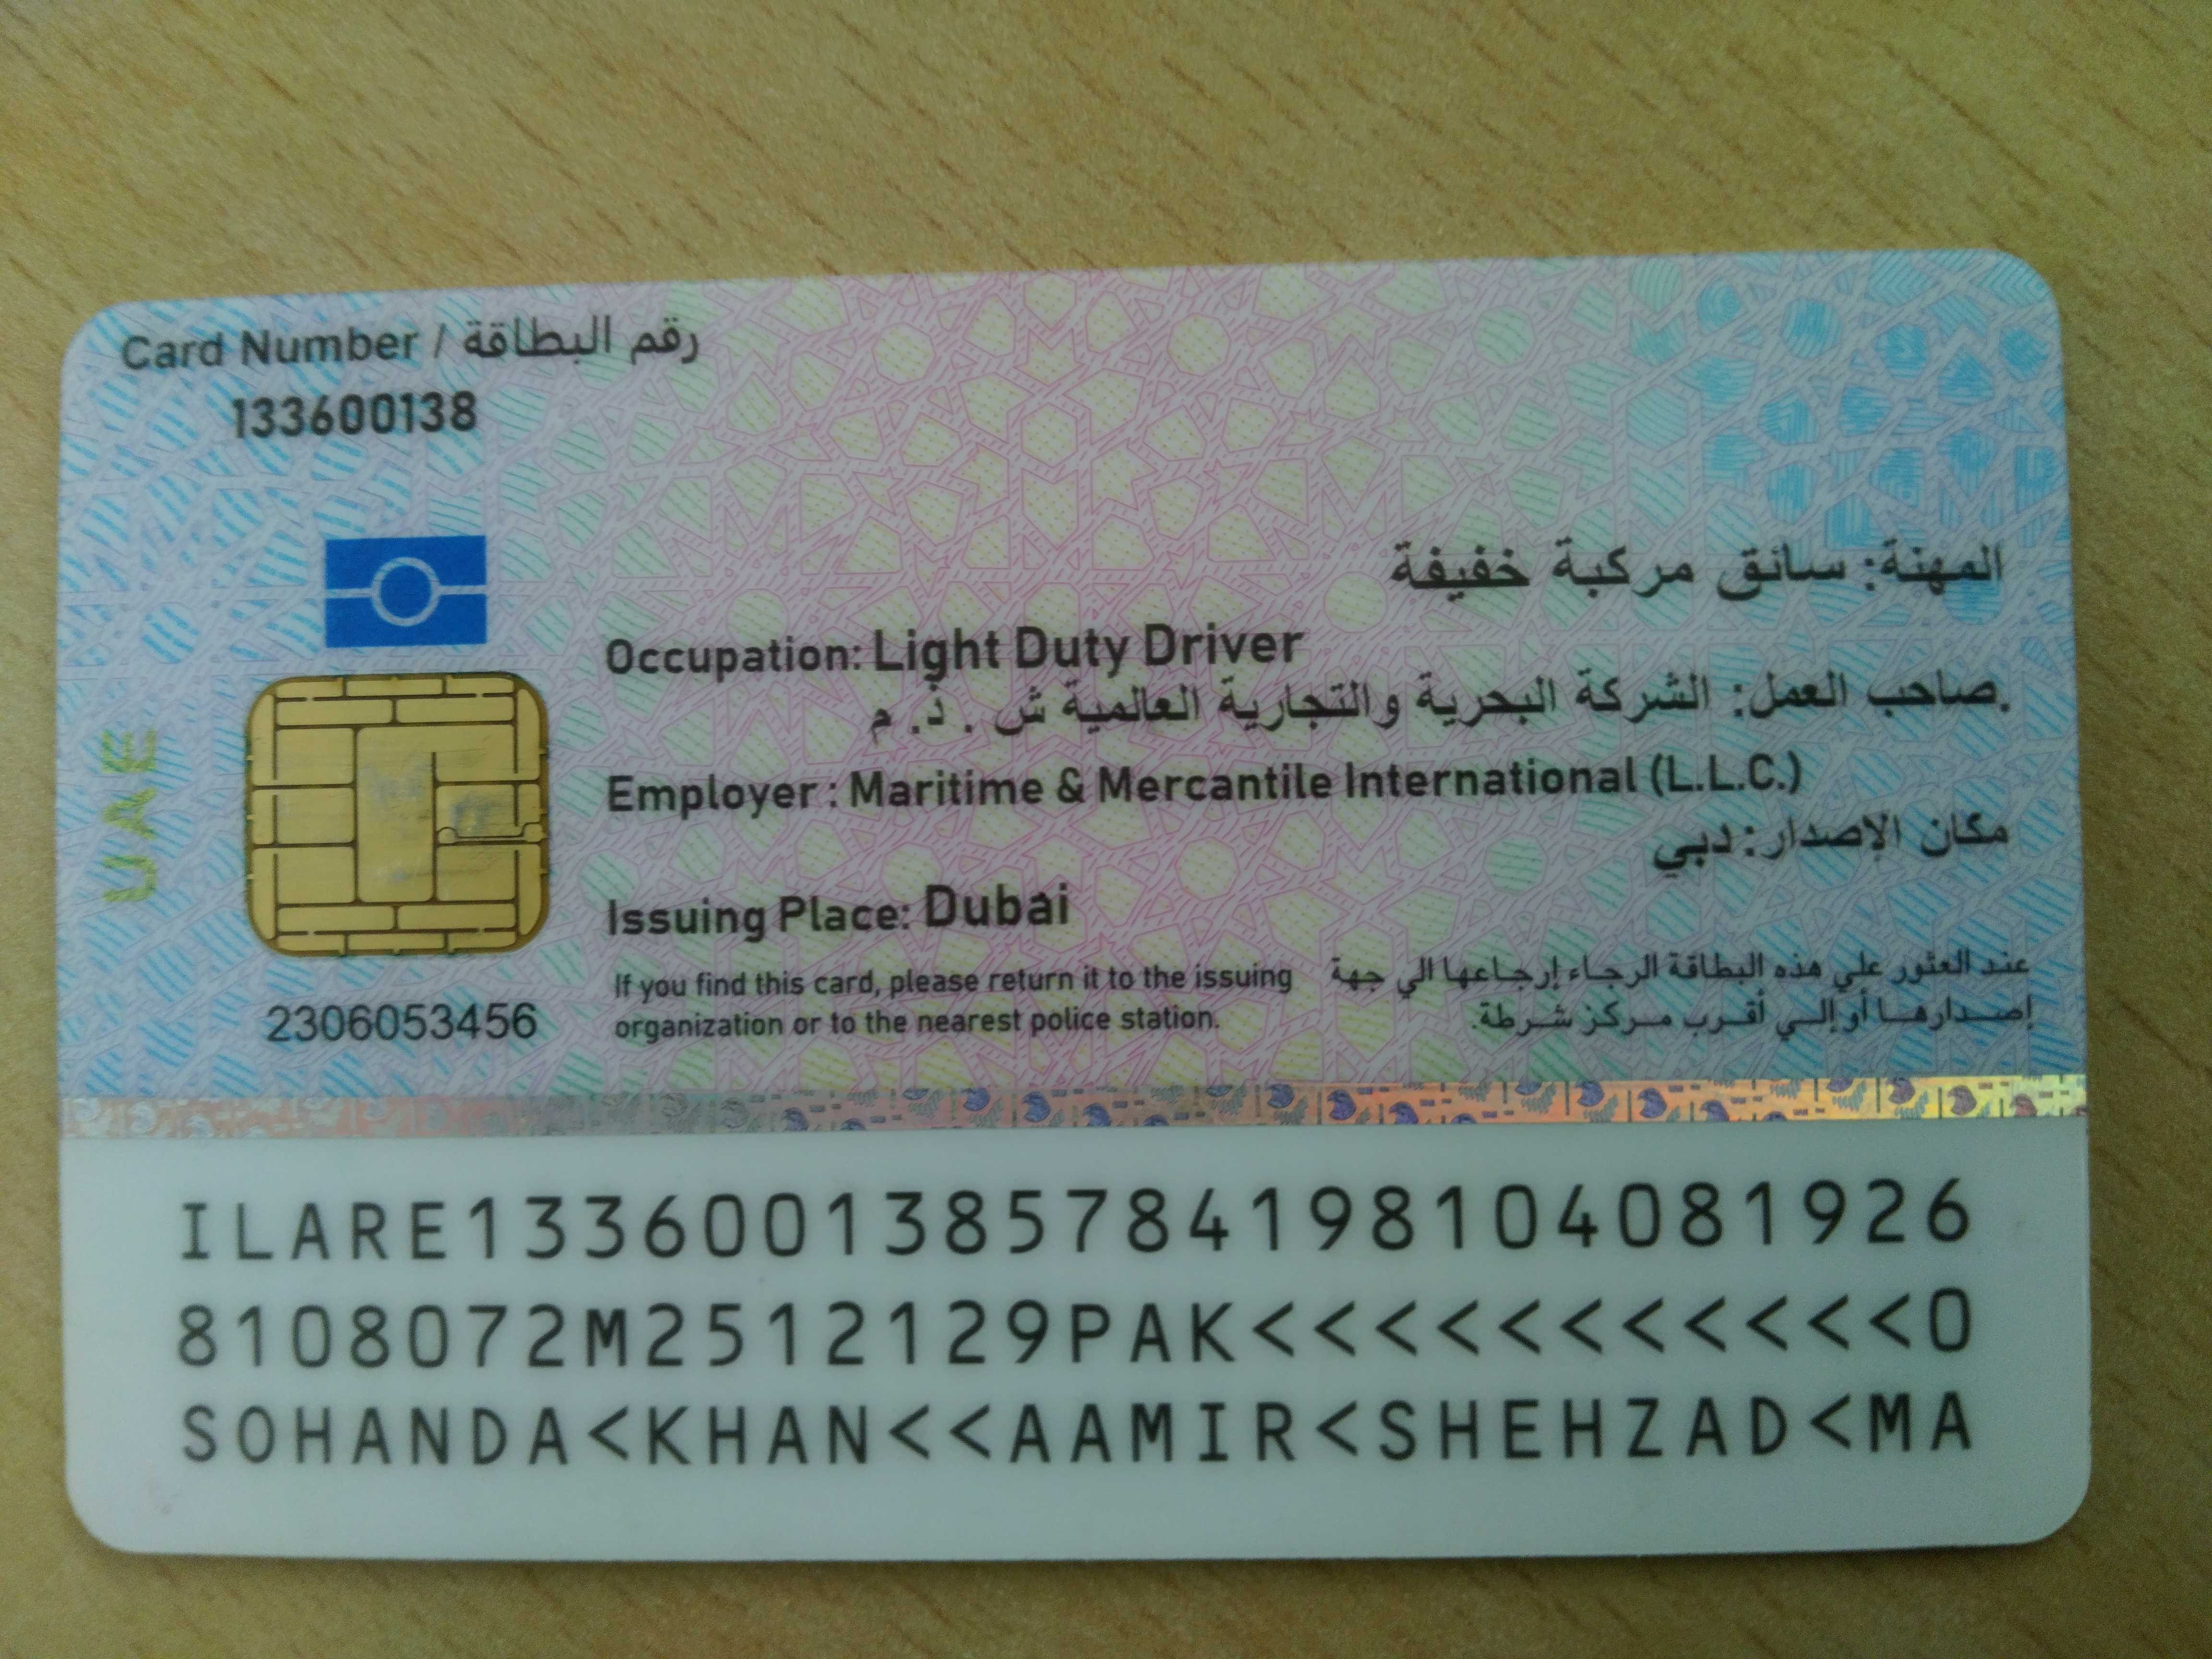 Card Number / رقم البطاقة
133600138
المهنة: سائق مركبة خفيفة
Occupation: Light Duty Driver
صاحب العمل: الشركة البحرية والتجارية العالمية ش . ذ. م.
Employer : Maritime & Mercantile International (L.L.C.)
مكان الإصدار: دبي
Issuing Place: Dubai
UAE
If you find this card, please return it to the issuing
organization or to the nearest police station.
عند العثور علي هذه البطاقة الرجاء إرجاعها الي جهة
إصدارها أو إلي أقرب مركز شرطة.
2306053456
ILARE1336001385784198104081926
8108072M2512129PAK<<<<<<<<<<<0
SOHANDA<KHAN<<AAMIR<SHEHZAD<MA